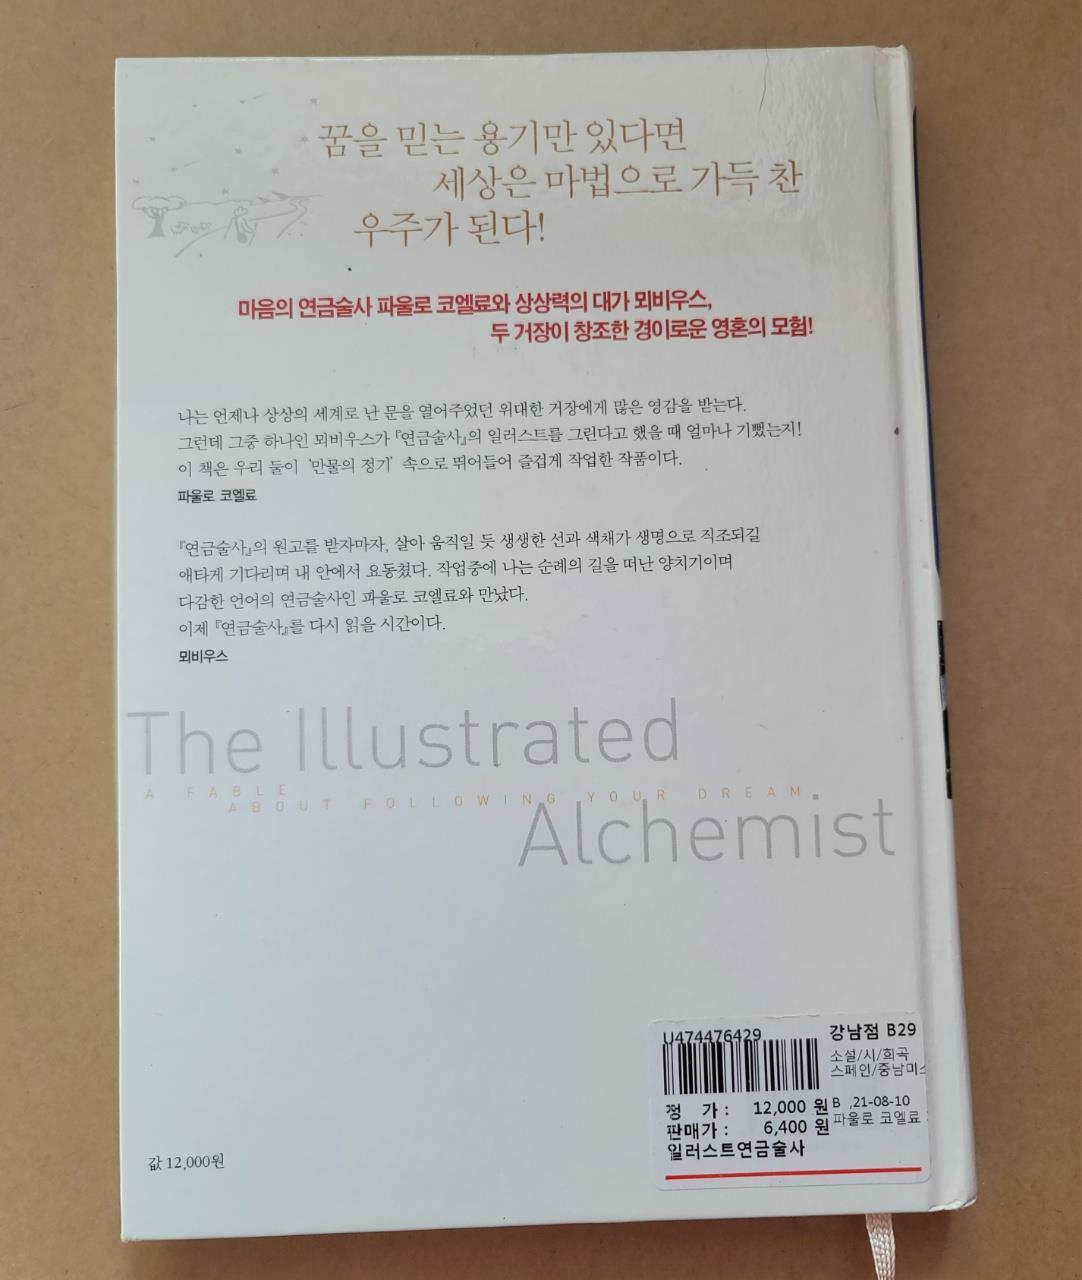 꿈을 믿는 용기만 있다면
세상은 마법으로 가득 찬
우주가 된다!
마음의 연금술사 파울로 코엘료와 상상력의 대가 뫼비우스,
두 거장이 창조한 경이로운 영혼의 모험!
나는 언제나 상상의 세계로 난 문을 열어주었던 위대한 거장에게 많은 영감을 받는다.
그런데 그중 하나인 뫼비우스가 『연금술사』의 일러스트를 그린다고 했을 때 얼마나 기뻤는지!
이 책은 우리 둘이 '만물의 정기' 속으로 뛰어들어 즐겁게 작업한 작품이다.
파울로 코엘료
『연금술사』의 원고를 받자마자, 살아 움직일 듯 생생한 선과 색채가 생명으로 직조되길
애타게 기다리며 내 안에서 요동쳤다. 작업중에 나는 순례의 길을 떠난 양치기이며
다감한 언어의 연금술사인 파울로 코엘료와 만났다.
이제 『연금술사』를 다시 읽을 시간이다.
뫼비우스
The Illustrated
A FABLE
ABOUT FOLLOWING YOUR DREAM
Alchemist
U474476429
강남점 B29
소설/시/희곡
스페인/중남미
정 가 : 12,000 원
B ,21-08-10
판매가 : 6,400 원
파울로 코엘료
일러스트연금술사
값 12,000원